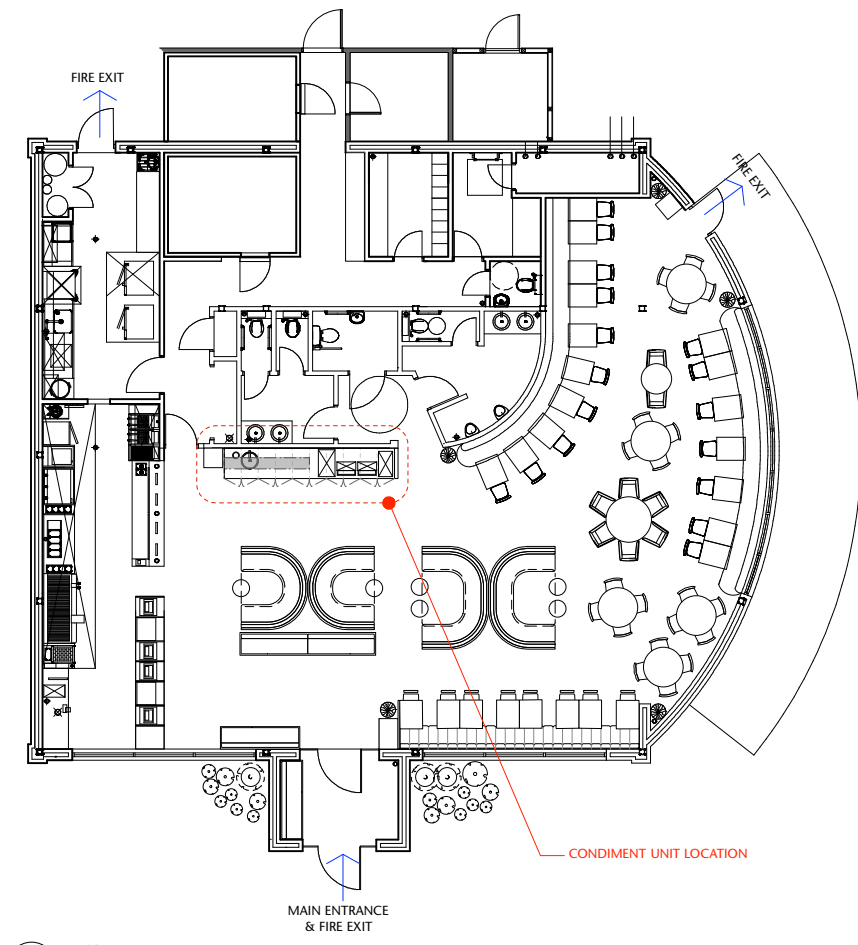 FIRE EXIT
FIRE EXIT
CONDIMENT UNIT LOCATION
MAIN ENTRANCE
& FIRE EXIT